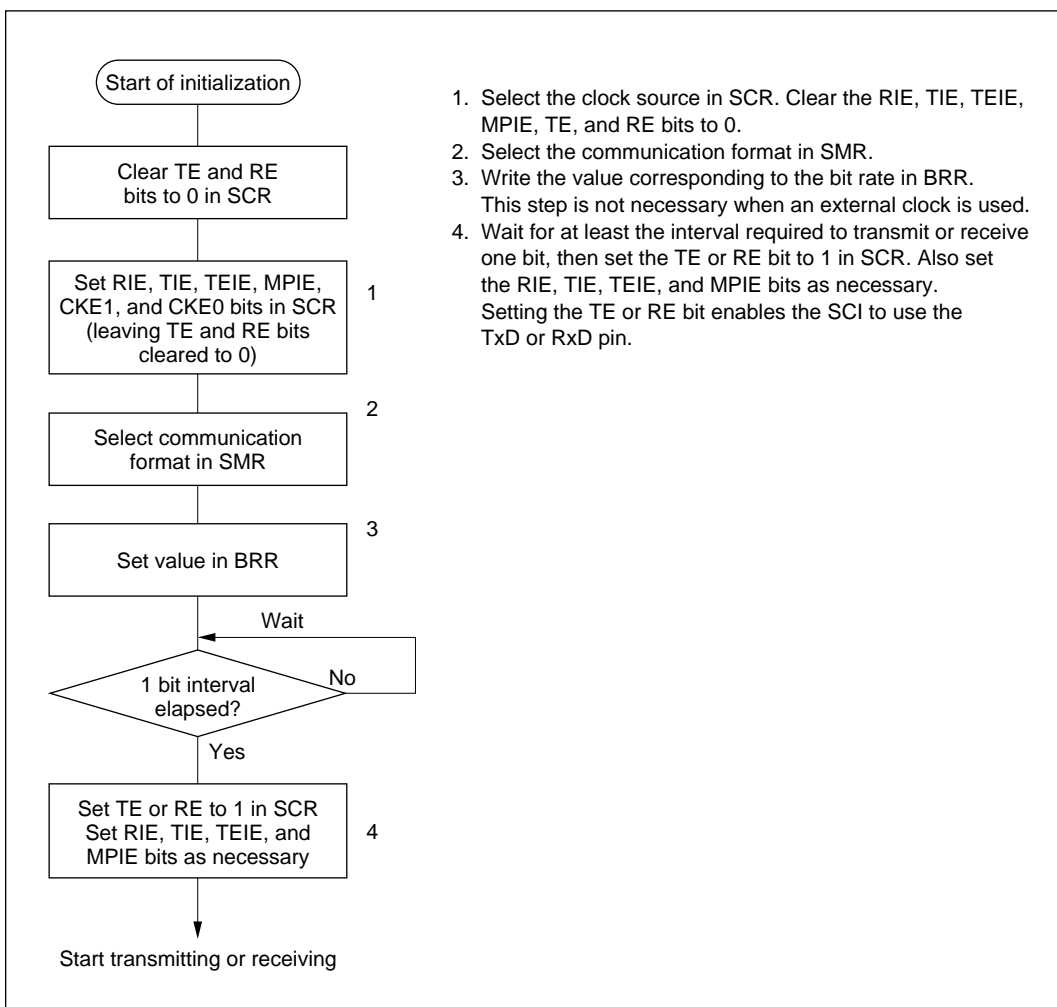 Start of initialization
Clear TE and RE
bits to 0 in SCR
Set RIE, TIE, TEIE, MPIE,
CKE1, and CKE0 bits in SCR
(leaving TE and RE bits
cleared to 0)
1
2
Select communication
format in SMR
3
Set value in BRR
Wait
No
1 bit interval
elapsed?
Yes
Set TE or RE to 1 in SCR
Set RIE, TIE, TEIE, and
MPIE bits as necessary
4
Start transmitting or receiving
1. Select the clock source in SCR. Clear the RIE, TIE, TEIE,
MPIE, TE, and RE bits to 0.
2. Select the communication format in SMR.
3. Write the value corresponding to the bit rate in BRR.
This step is not necessary when an external clock is used.
4. Wait for at least the interval required to transmit or receive
one bit, then set the TE or RE bit to 1 in SCR. Also set
the RIE, TIE, TEIE, and MPIE bits as necessary.
Setting the TE or RE bit enables the SCI to use the
TxD or RxD pin.